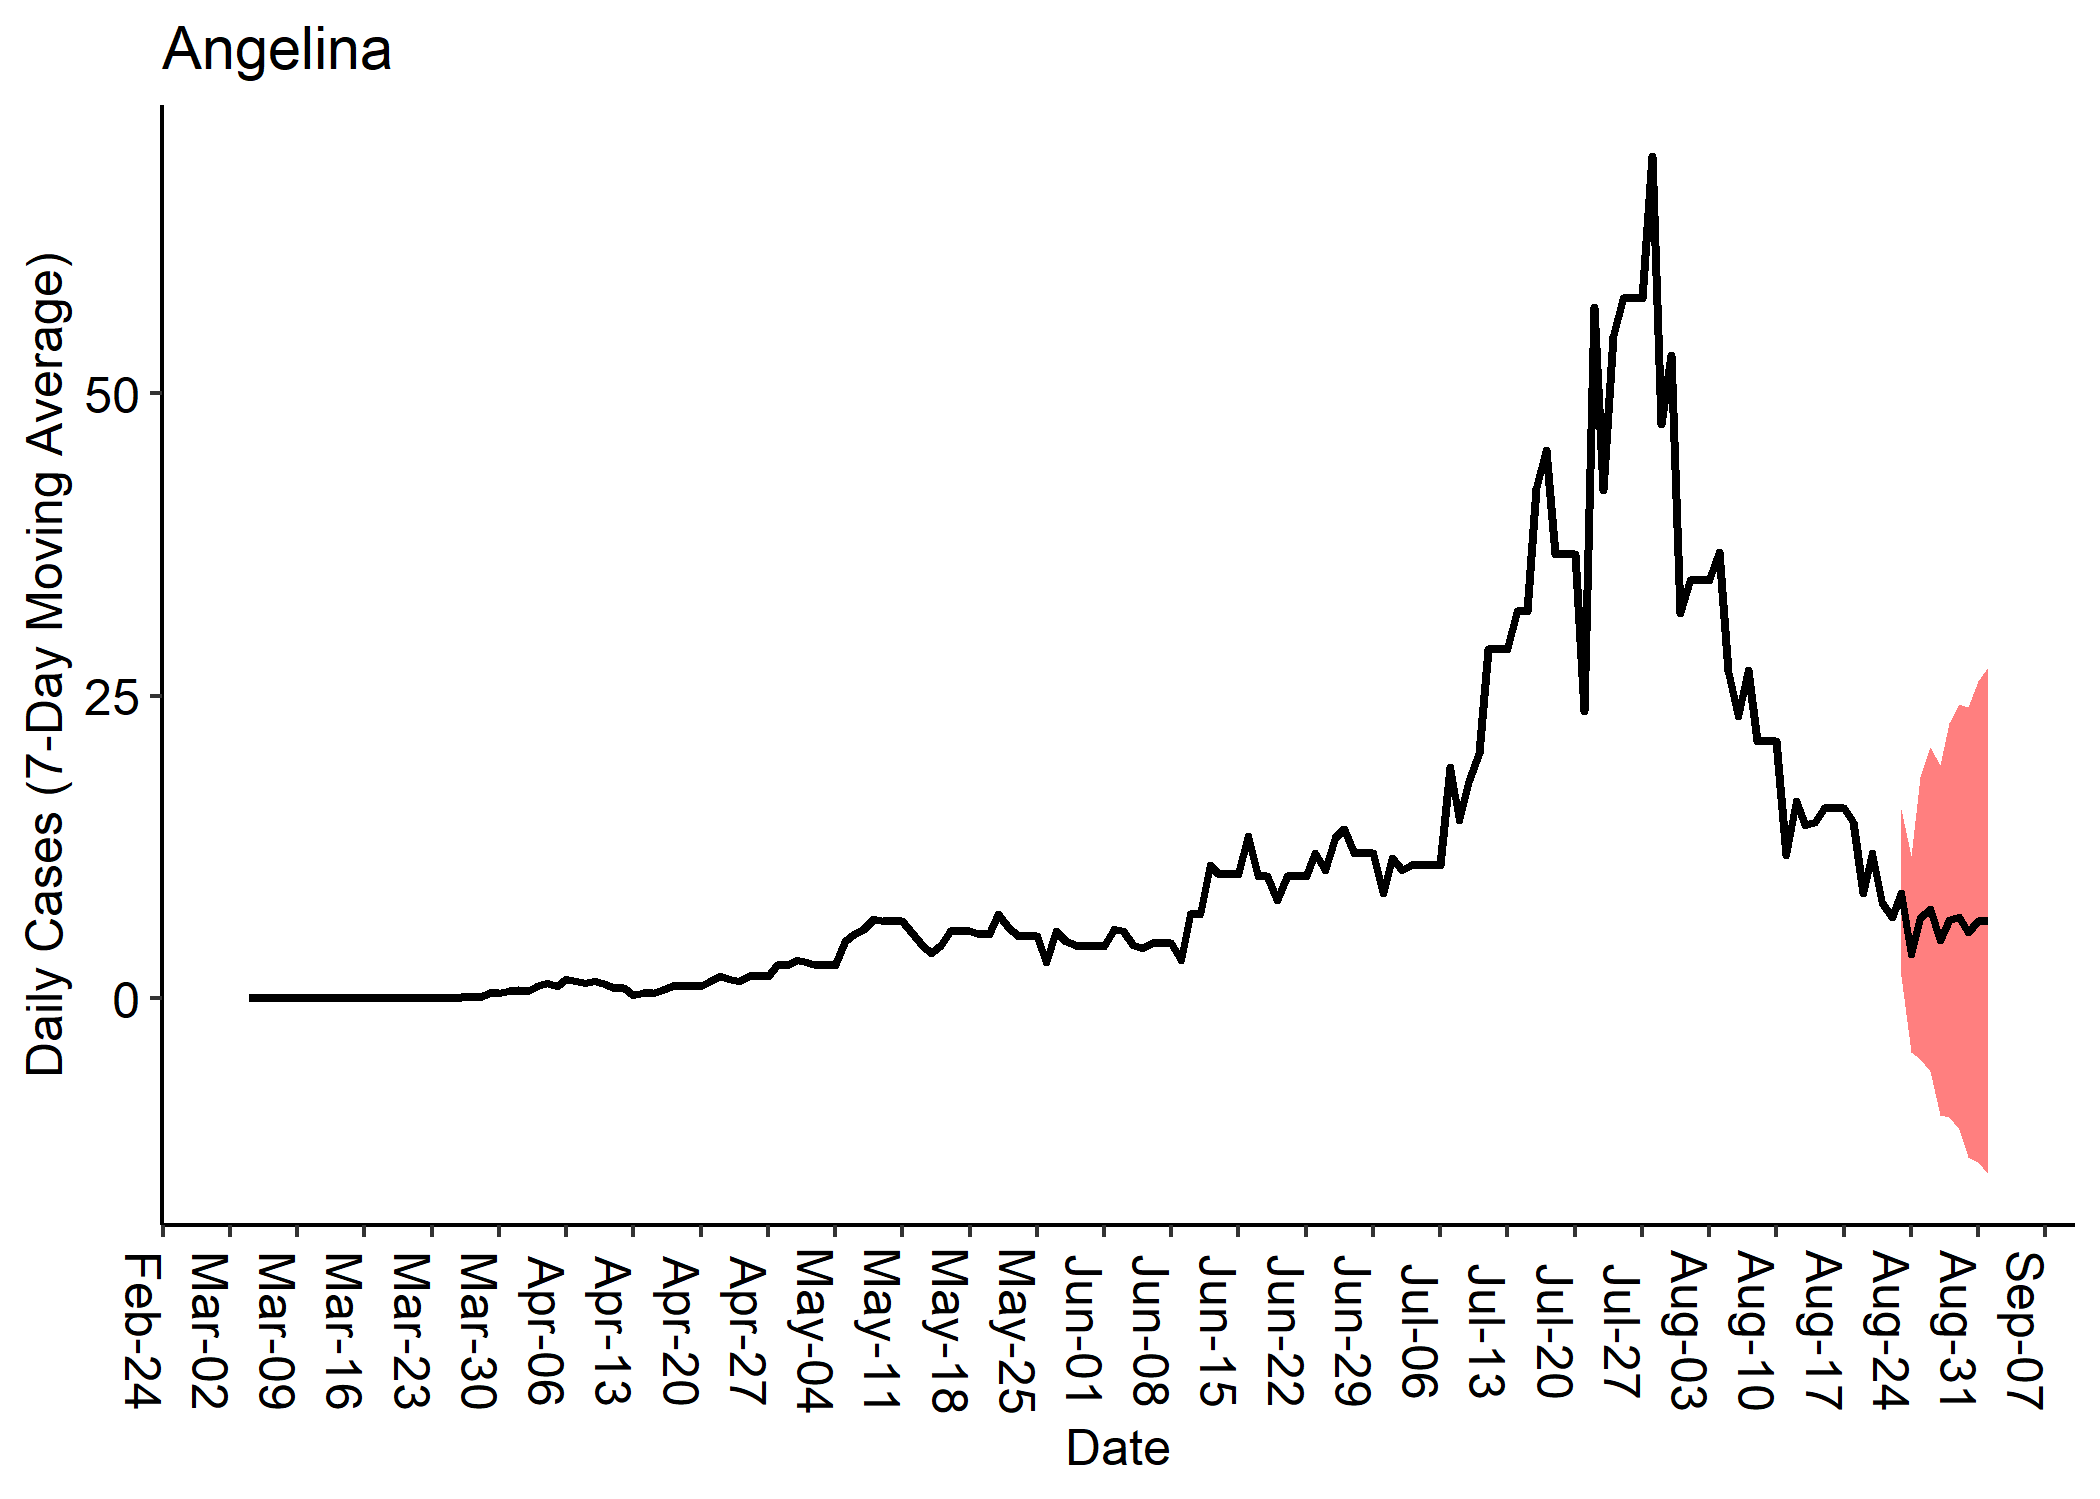 Angelina
Daily Cases (7-Day Moving Average)
50
25
0
Feb-24
Mar-02
Mar-09
Mar-16
Mar-23
Mar-30
Apr-06
Apr-13
Apr-20
Apr-27
May-04
May-11
May-18
May-25
Jun-01
Jun-08
Jun-15
Jun-22
Jun-29
Jul-06
Jul-13
Jul-20
Jul-27
Aug-03
Aug-10
Aug-17
Aug-24
Aug-31
Sep-07
Date